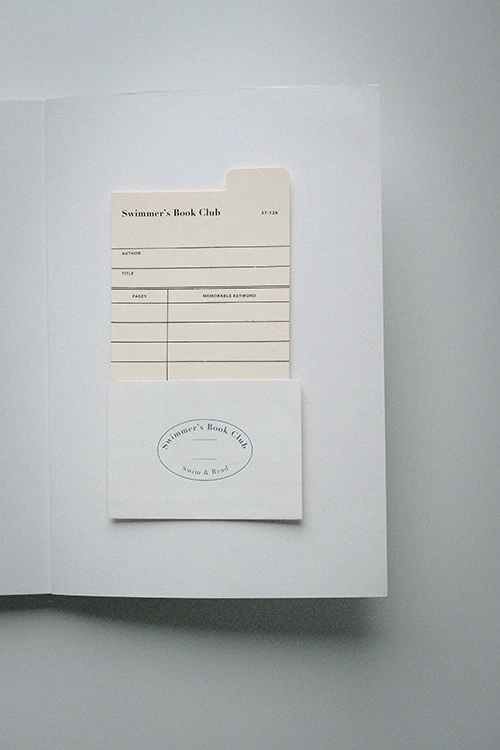 Swimmer's Book Club 37-126
AUTHOR
TITLE
PAGES MEMORABLE KEYWORD
Swimmer's Book Club
Swim & Read